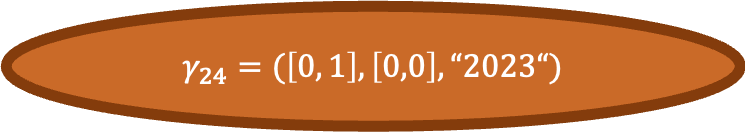 γ₂₄ = ([0, 1], [0,0], “2023“)